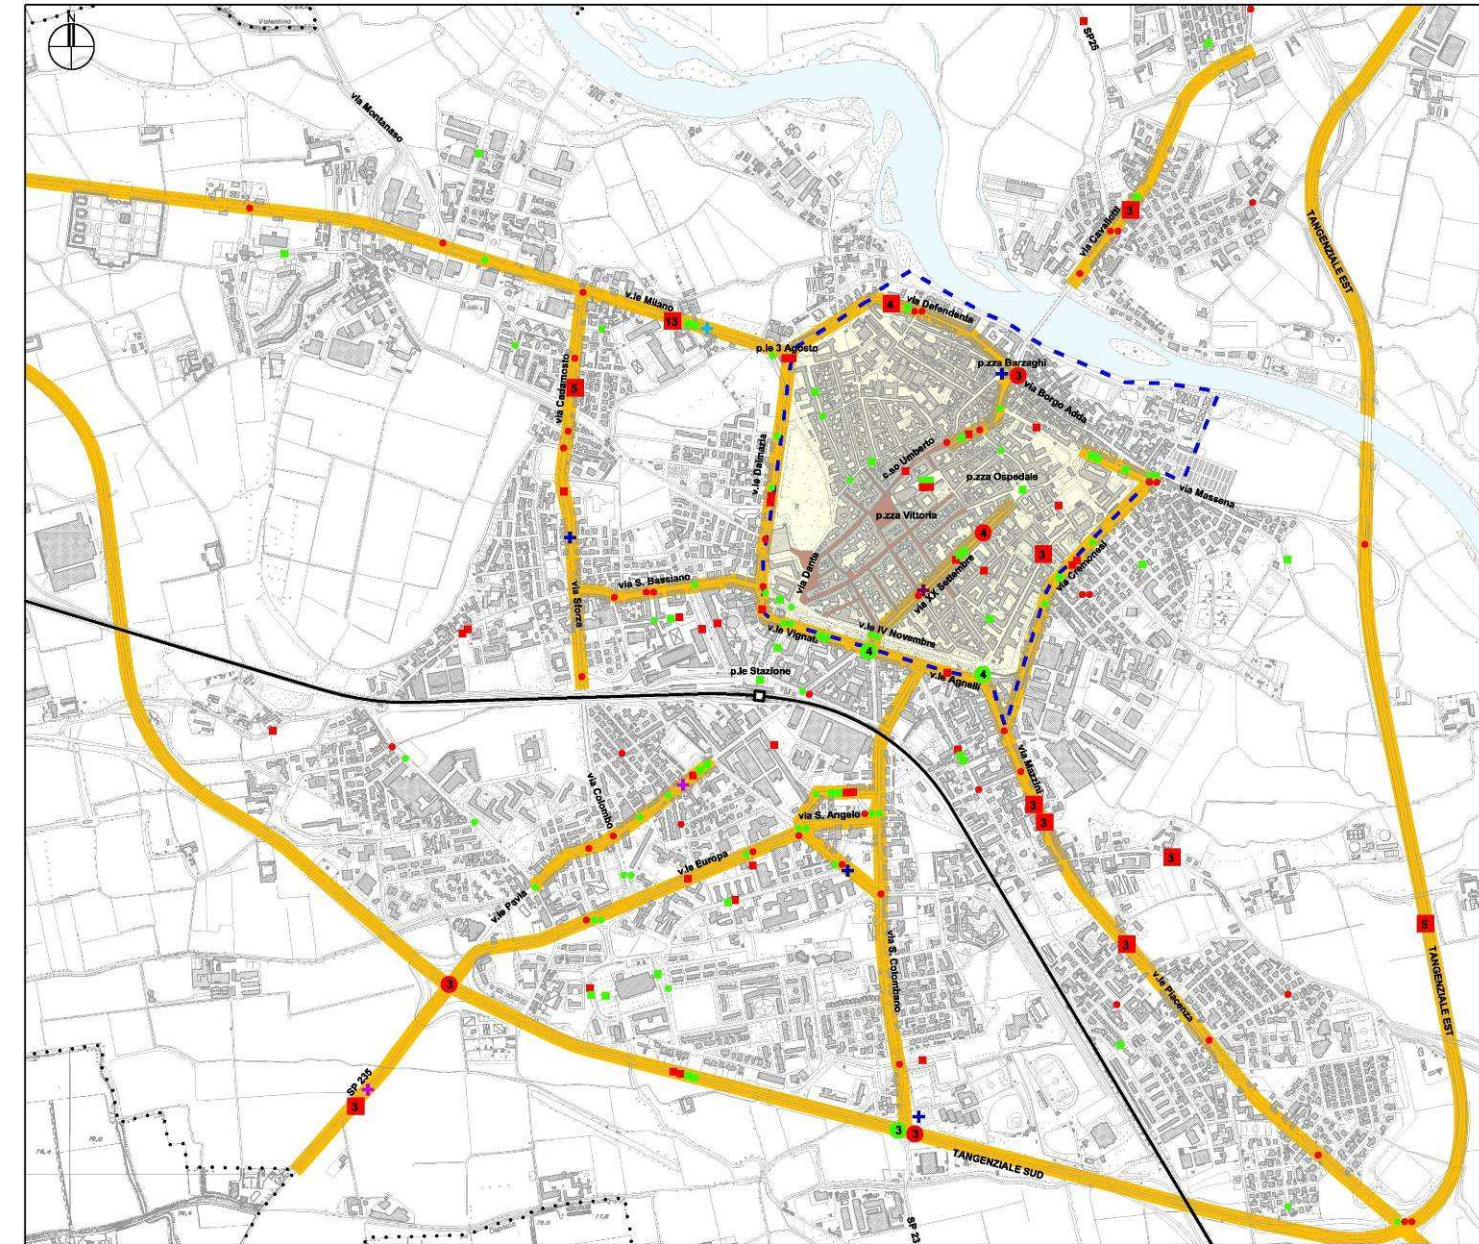 N
Valentino
SP25
via Montanaso
via Cavallotti
TANGENZIALE EST
v.le Milano
13
3
4
via Defendente
p.le 3 Agosto
p.zza Barzaghi
3
via Borgo Adda
via Cadamosto
5
c.so Umberto
v.le Dalmazia
p.zza Ospedale
via Massena
p.zza Vittoria
4
3
via Dante
via Cremonesi
via XX Settembre
via S. Bassiano
via Sforza
v.le Vignati
v.le IV Novembre
4
p.le Stazione
v.le Agnelli
4
via Mazzini
via Colombo
3
3
via S. Angelo
v.le Europa
3
v.le Pavia
5
3
via S. Colombano
v.le Piacenza
TANGENZIALE EST
3
SP 235
3
3
3
TANGENZIALE SUD
SP 23